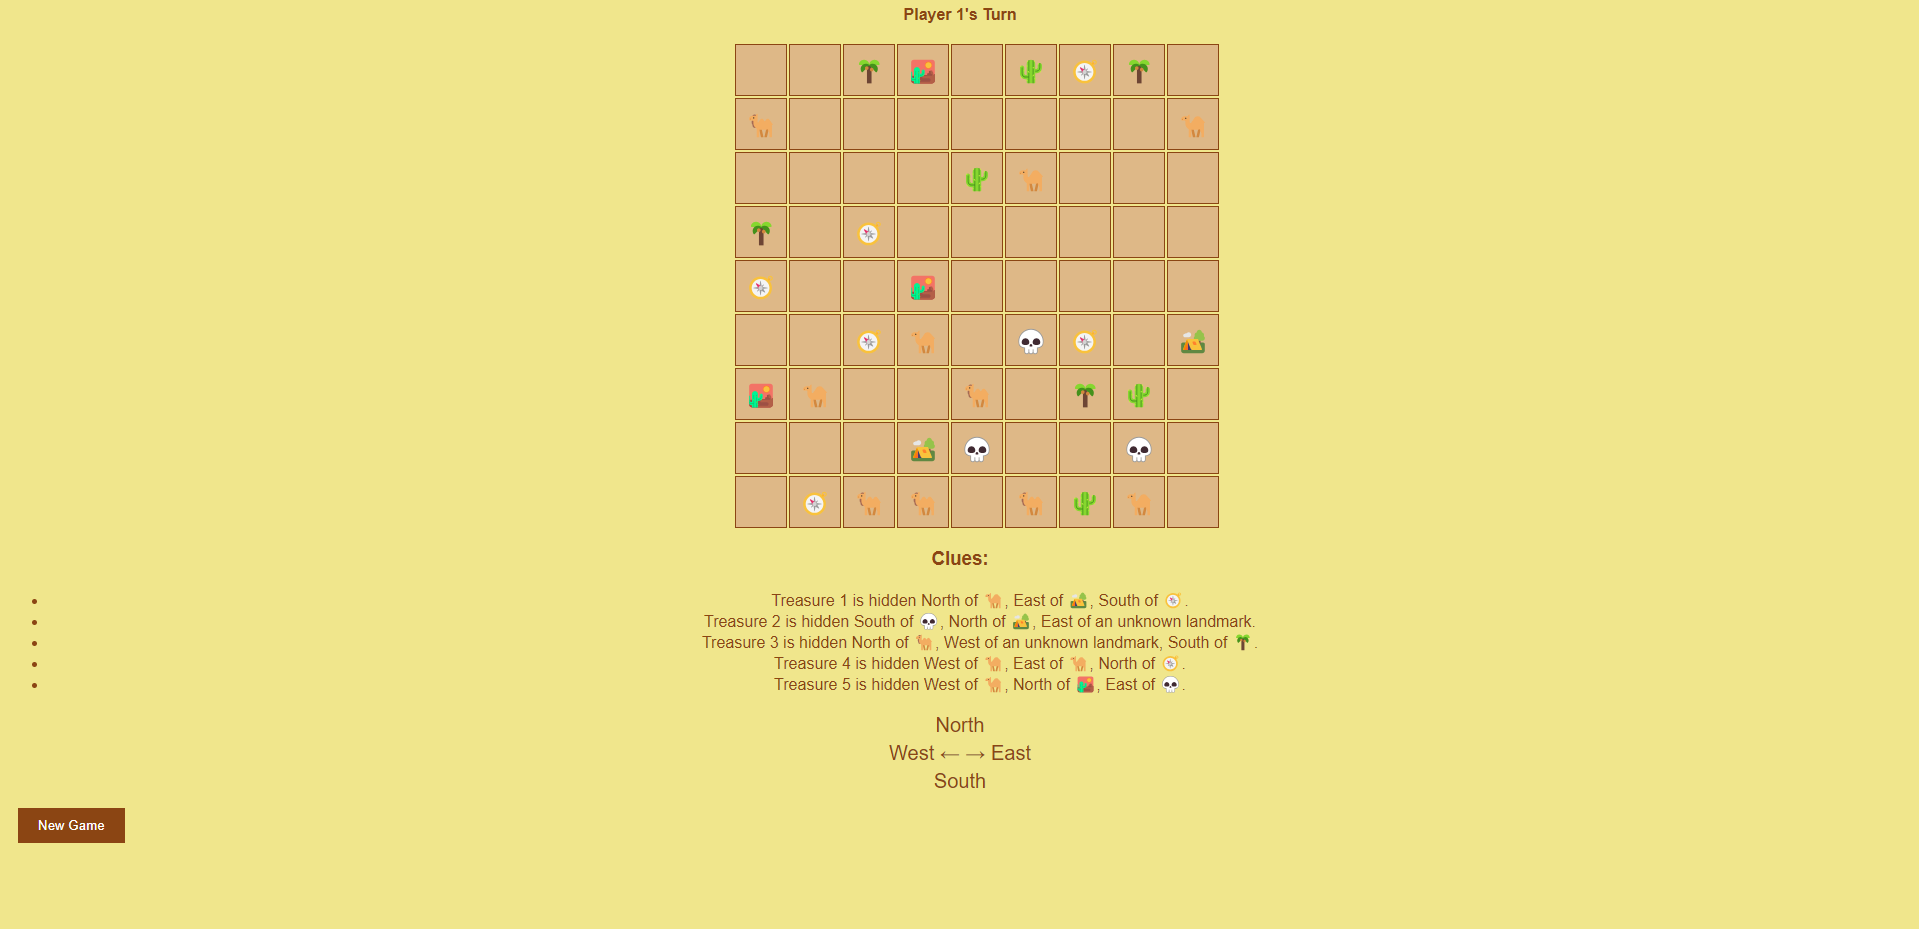 Player 1's Turn
Clues:
Treasure 1 is hidden North of 🐪, East of 🏕️, South of 🧭.
Treasure 2 is hidden South of 💀, North of 🏕️, East of an unknown landmark.
Treasure 3 is hidden North of 🐫, West of an unknown landmark, South of 🌴.
Treasure 4 is hidden West of 🐫, East of 🐪, North of 🧭.
Treasure 5 is hidden West of 🐪, North of 🏜️, East of 💀.
North
West ← → East
South
New Game